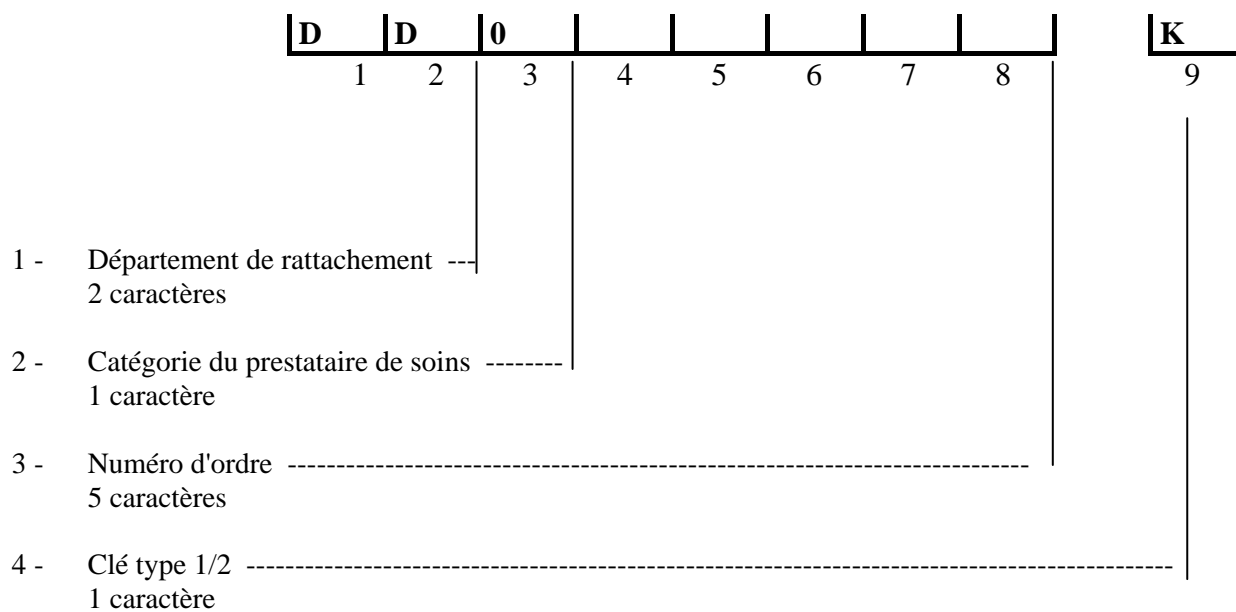 D D 0 K
1 2 3 4 5 6 7 8 9
1 - Département de rattachement ---
2 caractères
2 - Catégorie du prestataire de soins --------
1 caractère
3 - Numéro d'ordre -----------------------------------------------------------------------------
5 caractères
4 - Clé type 1/2 ------------------------------------------------------------------------------------------------
1 caractère